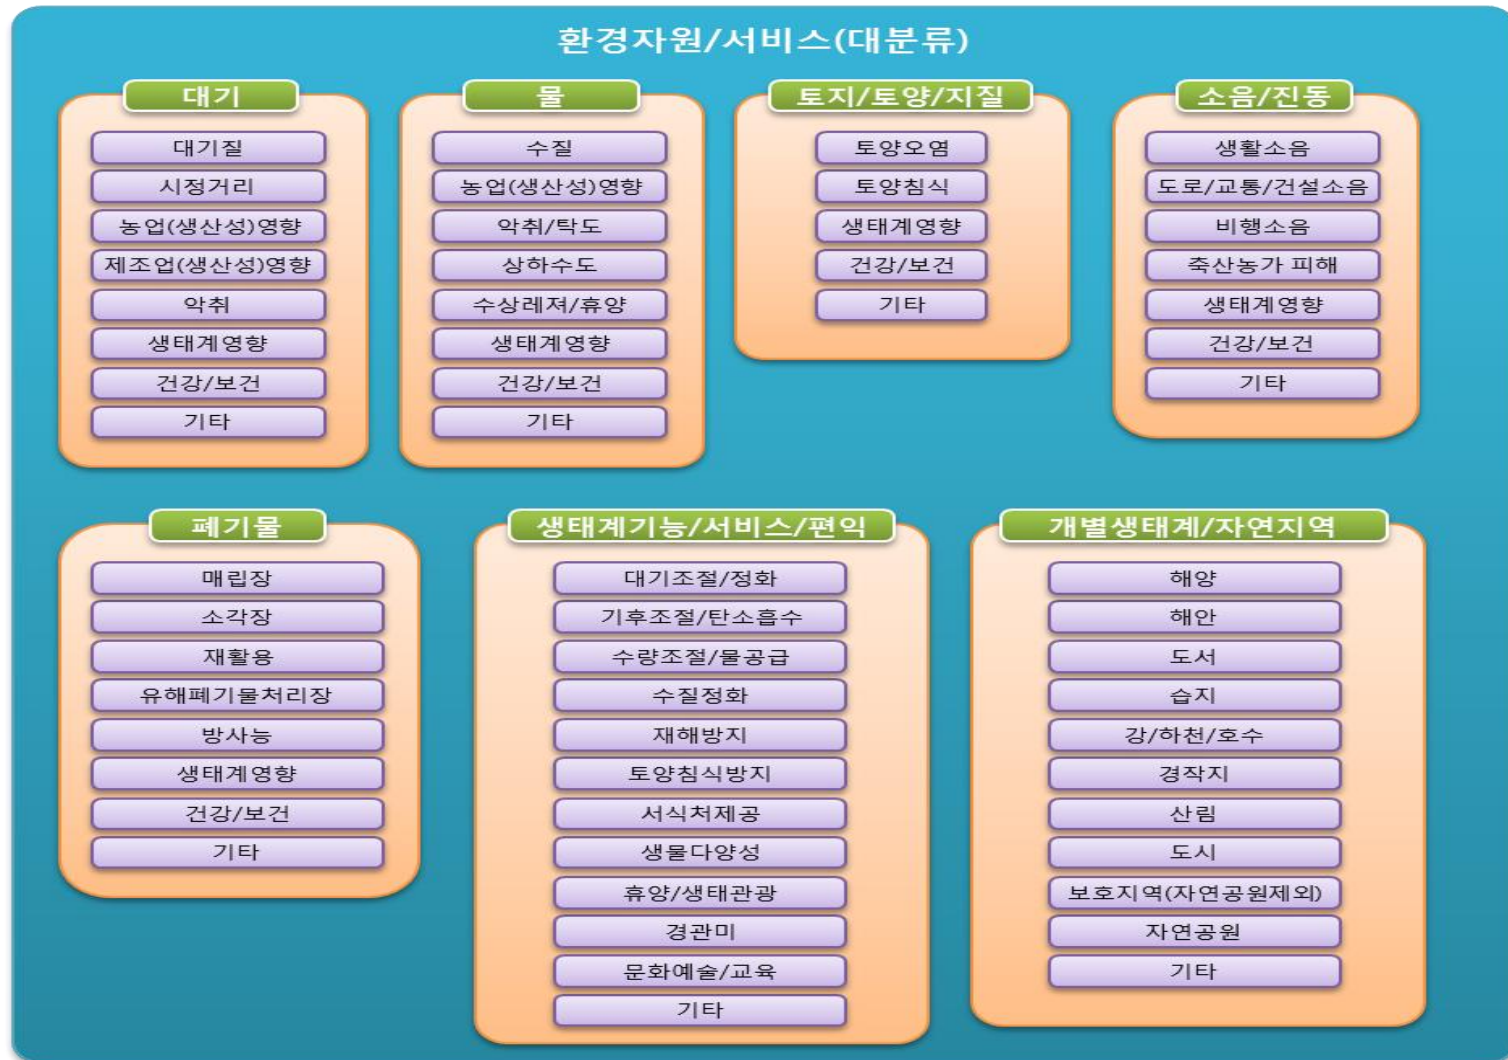 환경자원/서비스(대분류)
대기
대기질
시정거리
농업(생산성)영향
제조업(생산성)영향
악취
생태계영향
건강/보건
기타
물
수질
농업(생산성)영향
악취/탁도
상하수도
수상레져/휴양
생태계영향
건강/보건
기타
토지/토양/지질
토양오염
토양침식
생태계영향
건강/보건
기타
소음/진동
생활소음
도로/교통/건설소음
비행소음
축산농가 피해
생태계영향
건강/보건
기타
폐기물
매립장
소각장
재활용
유해폐기물처리장
방사능
생태계영향
건강/보건
기타
생태계기능/서비스/편익
대기조절/정화
기후조절/탄소흡수
수량조절/물공급
수질정화
재해방지
토양침식방지
서식처제공
생물다양성
휴양/생태관광
경관미
문화예술/교육
기타
개별생태계/자연지역
해양
해안
도서
습지
강/하천/호수
경작지
산림
도시
보호지역(자연공원제외)
자연공원
기타